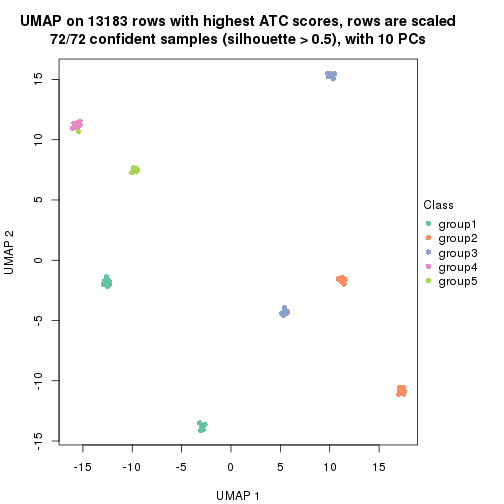 UMAP on 13183 rows with highest ATC scores, rows are scaled
72/72 confident samples (silhouette > 0.5), with 10 PCs
15
10
5
0
-5
-10
-15
UMAP 2
-15
-10
-5
0
5
10
15
UMAP 1
Class
group1
group2
group3
group4
group5